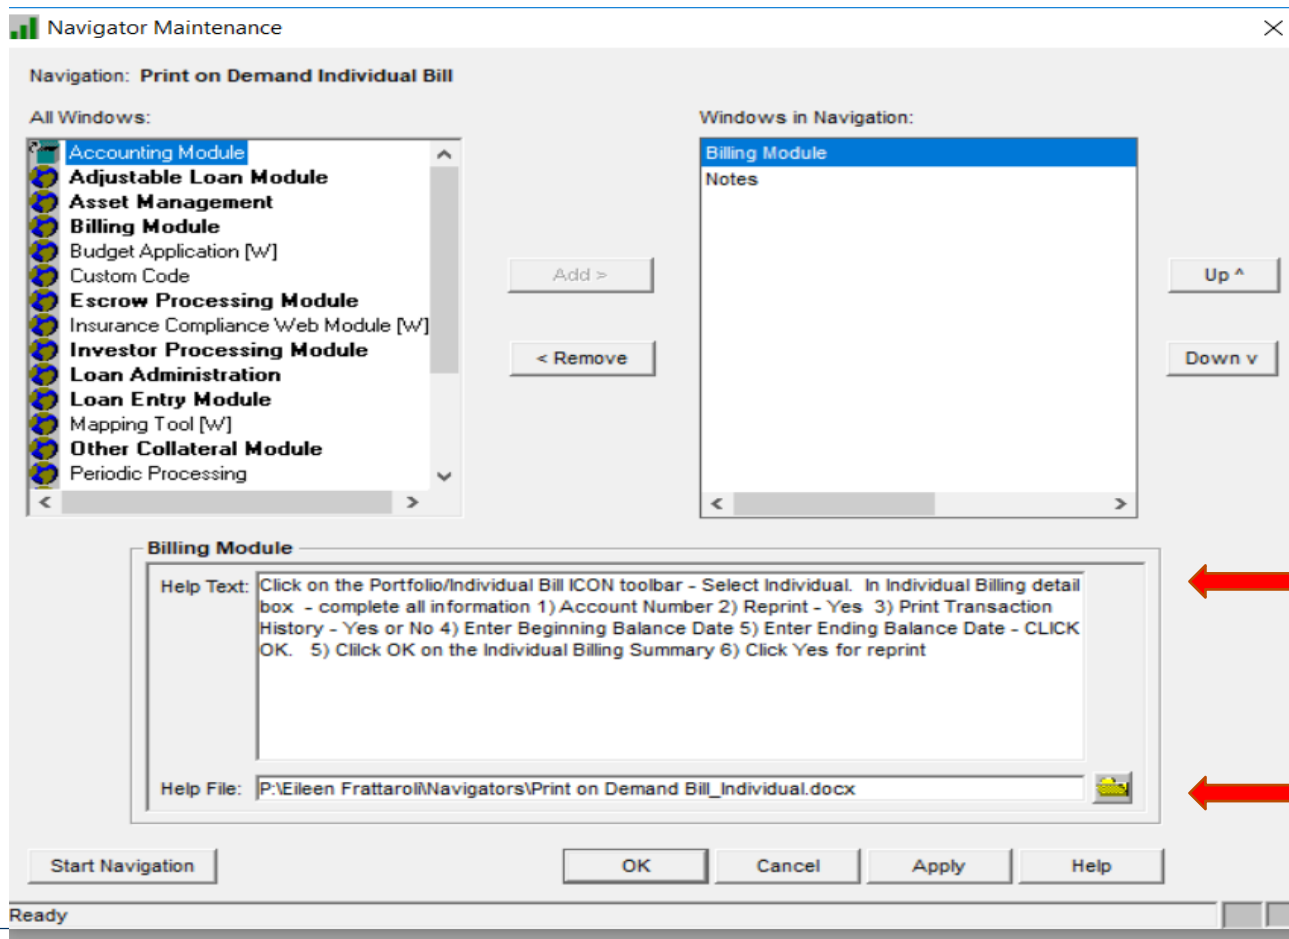 Navigator Maintenance
Navigation: Print on Demand Individual Bill
All Windows:
Accounting Module
Adjustable Loan Module
Asset Management
Billing Module
Budget Application [W]
Custom Code
Escrow Processing Module
Insurance Compliance Web Module [W]
Investor Processing Module
Loan Administration
Loan Entry Module
Mapping Tool [W]
Other Collateral Module
Periodic Processing
Add >
< Remove
Windows in Navigation:
Billing Module
Notes
Up ^
Down v
Billing Module
Help Text:
Click on the Portfolio/Individual Bill ICON toolbar - Select Individual.  In Individual Billing detail
box  - complete all information 1) Account Number 2) Reprint - Yes  3) Print Transaction
History - Yes or No 4) Enter Beginning Balance Date 5) Enter Ending Balance Date - CLICK
OK.   5) Clilck OK on the Individual Billing Summary 6) Click Yes for reprint
Help File: P:\Eileen Frattaroli\Navigators\Print on Demand Bill_Individual.docx
Start Navigation
OK
Cancel
Apply
Help
Ready